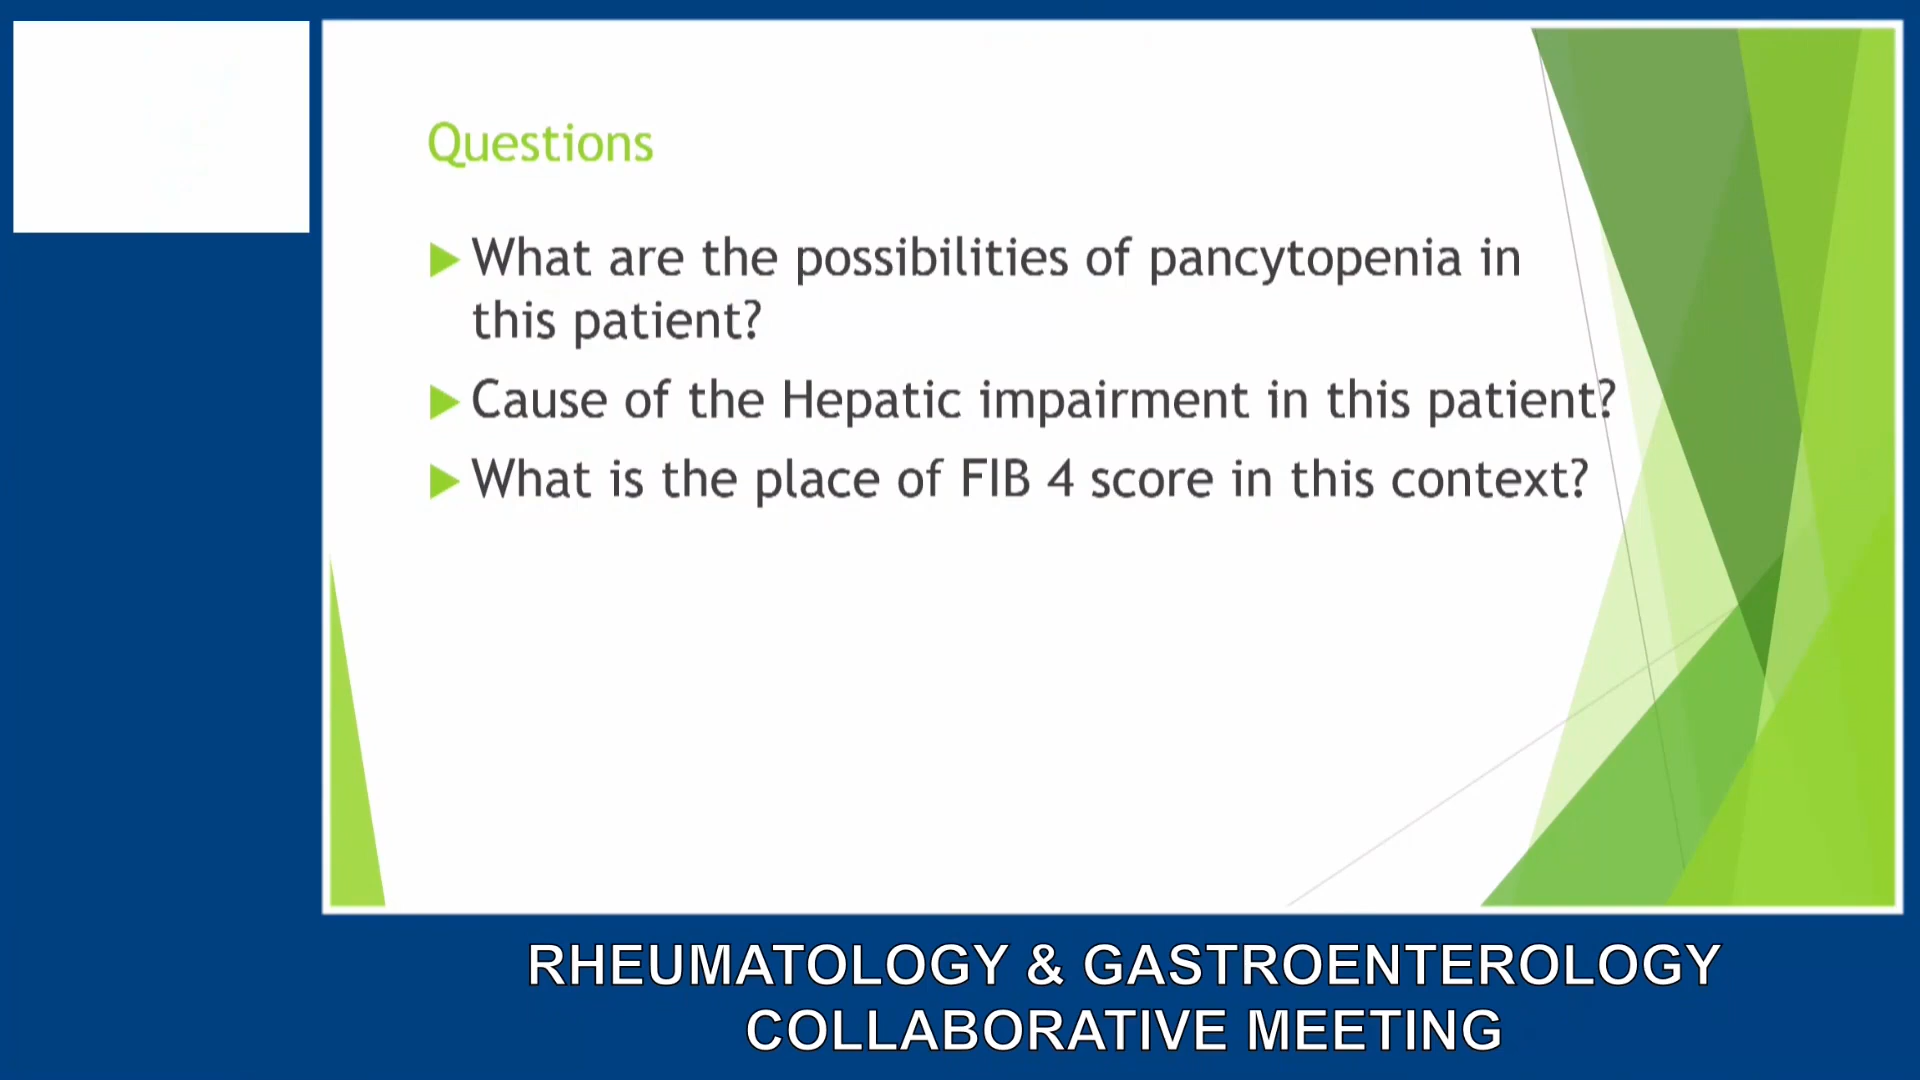 Questions
What are the possibilities of pancytopenia in
this patient?
Cause of the Hepatic impairment in this patient?
What is the place of FIB 4 score in this context?
RHEUMATOLOGY & GASTROENTEROLOGY
COLLABORATIVE MEETING